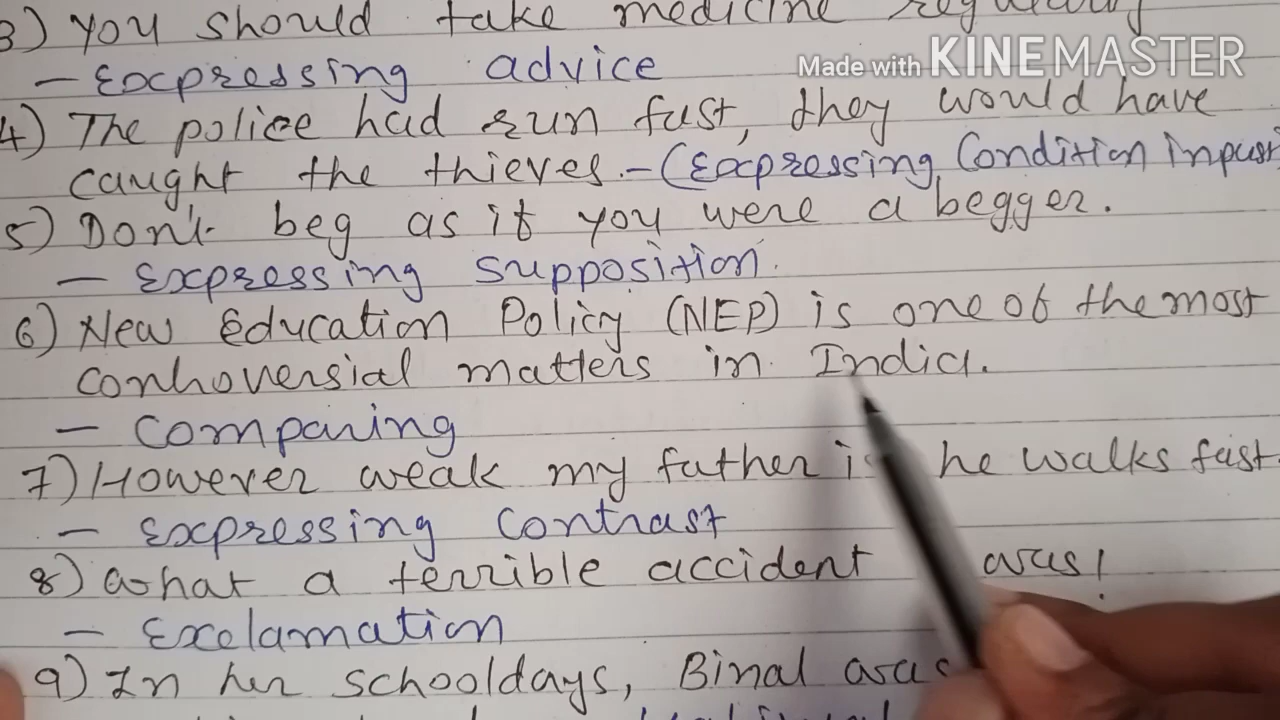 3) You should take medicine regularly
- Expressing advice
Made with KINEMASTER
4) The police had run fast, they would have
caught the thieves. - (Expressing Condition in past
5) Don't beg as if you were a begger.
- Expressing supposition.
6) New Education Policy (NEP) is one of the most
controversial matters in India.
- Comparing
7) However weak my father is he walks fast.
- Expressing Contrast
8) What a terrible accident was!
- Exclamation
9) In her schooldays, Binal was